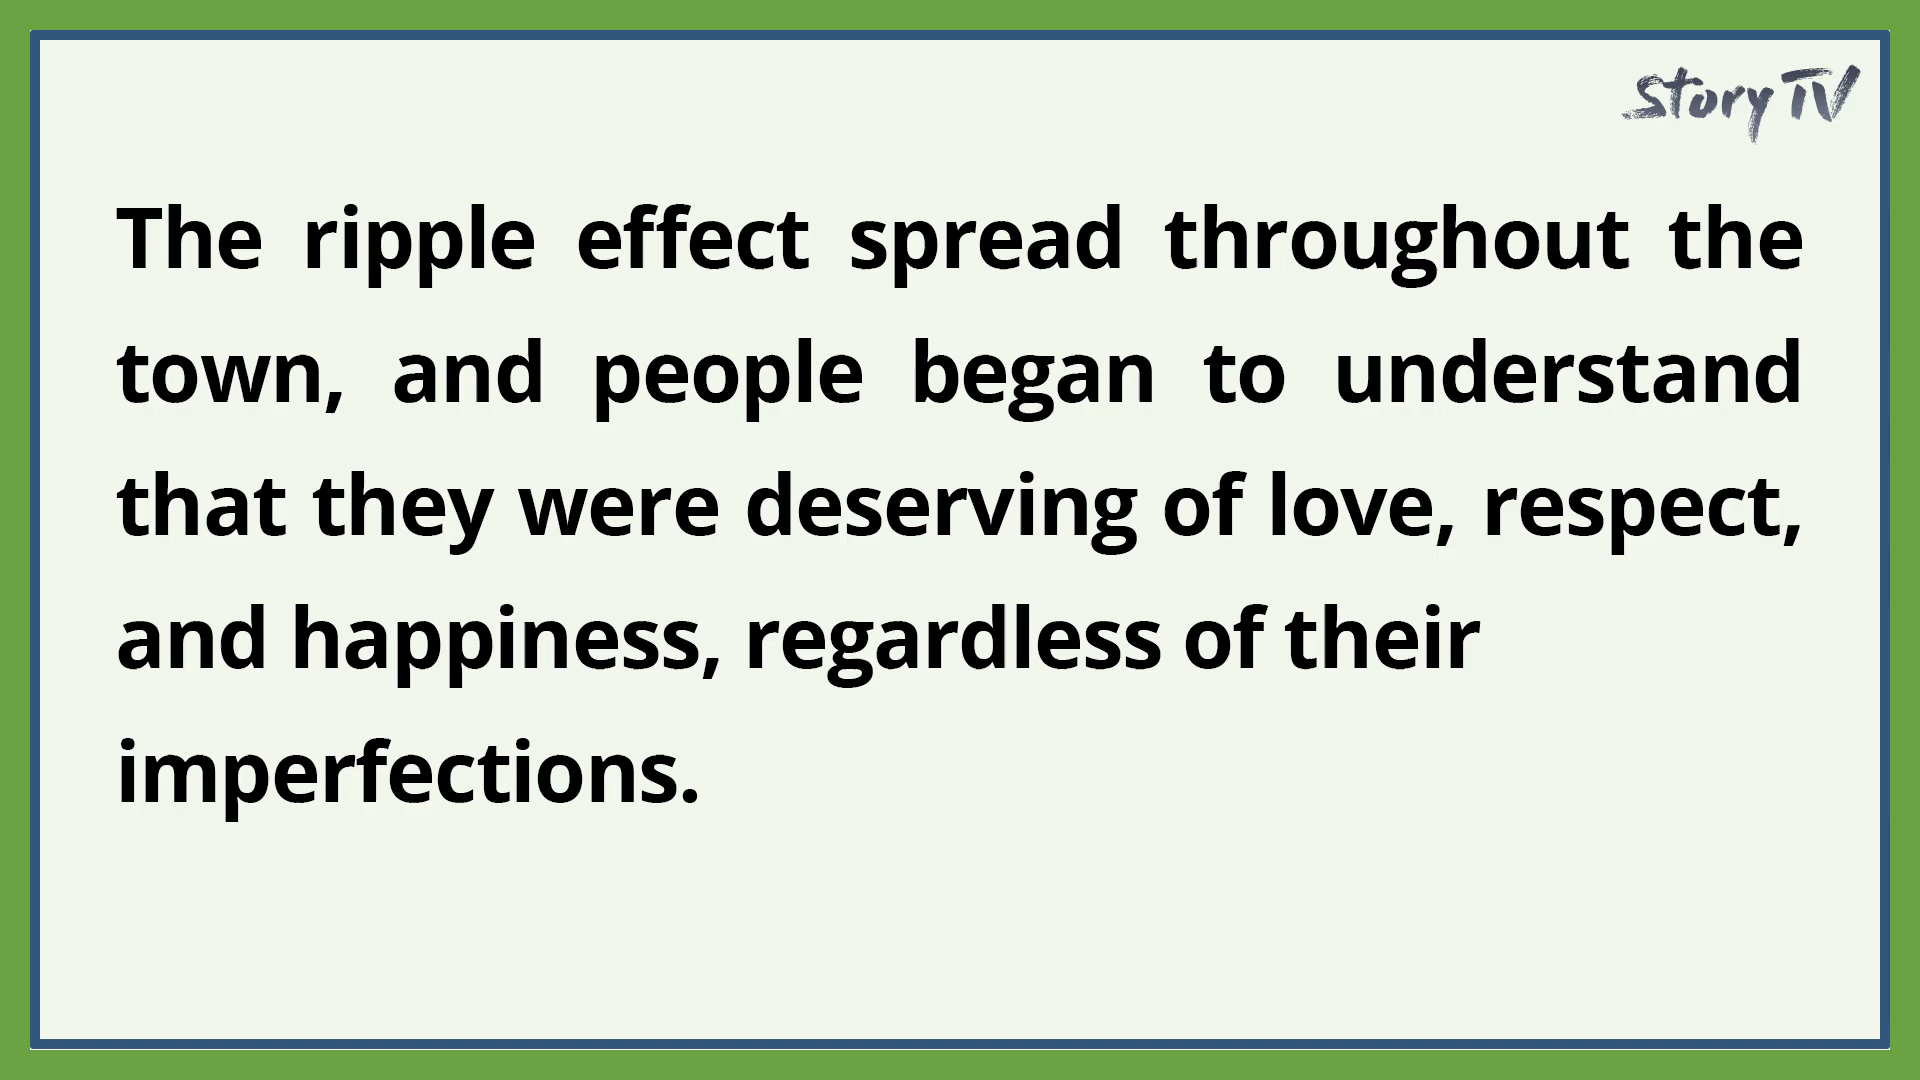 Story TV
The ripple effect spread throughout the
town, and people began to understand
that they were deserving of love, respect,
and happiness, regardless of their
imperfections.